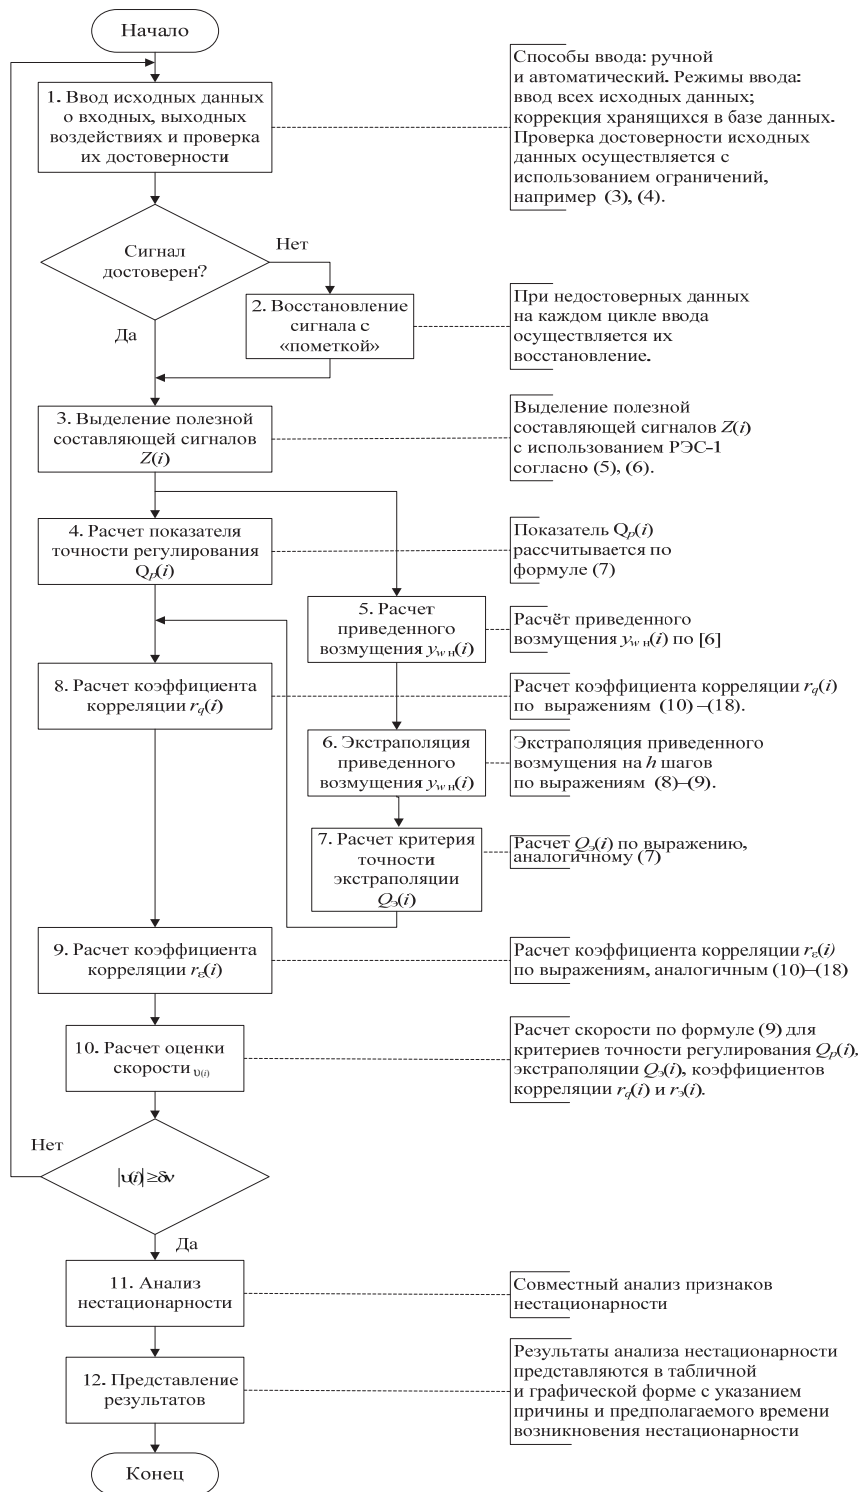 Начало
1. Ввод исходных данных
о входных, выходных
воздействиях и проверка
их достоверности
Способы ввода: ручной
и автоматический. Режимы ввода:
ввод всех исходных данных;
коррекция хранящихся в базе данных.
Проверка достоверности исходных
данных осуществляется с
использованием ограничений,
например (3), (4).
Сигнал
достоверен?
Нет
Да
2. Восстановление
сигнала с
«пометкой»
При недостоверных данных
на каждом цикле ввода
осуществляется их
восстановление.
3. Выделение полезной
составляющей сигналов
Z(i)
Выделение полезной
составляющей сигналов Z(i)
с использованием РЭС-1
согласно (5), (6).
4. Расчет показателя
точности регулирования
Qp(i)
Показатель Qp(i)
рассчитывается по
формуле (7)
5. Расчет
приведенного
возмущения yw н(i)
Расчёт приведенного
возмущения yw н(i) по [6]
8. Расчет коэффициента
корреляции rq(i)
Расчет коэффициента корреляции rq(i)
по выражениям (10) –(18).
6. Экстраполяция
приведенного
возмущения yw н(i)
Экстраполяция приведенного
возмущения на h шагов
по выражениям (8)–(9).
7. Расчет критерия
точности
экстраполяции
Qэ(i)
Расчет Qэ(i) по выражению,
аналогичному (7)
9. Расчет коэффициента
корреляции rε(i)
Расчет коэффициента корреляции rε(i)
по выражениям, аналогичным (10)–(18)
10. Расчет оценки
скорости υ(i)
Расчет скорости по формуле (9) для
критериев точности регулирования Qp(i),
экстраполяции Qэ(i), коэффициентов
корреляции rq(i) и rэ(i).
Нет
|υ(i)| ≥ δν
Да
11. Анализ
нестационарности
Совместный анализ признаков
нестационарности
12. Представление
результатов
Результаты анализа нестационарности
представляются в табличной
и графической форме с указанием
причины и предполагаемого времени
возникновения нестационарности
Конец